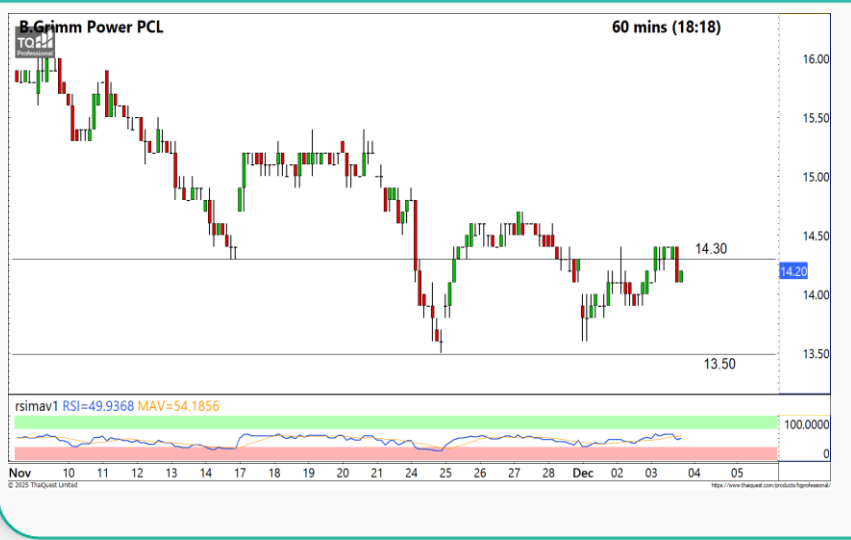 B.Grimm Power PCL
60 mins (18:18)
TQ
Professional
16.00
15.50
15.00
14.50
14.30
14.20
14.00
13.50
13.50
rsimav1 RSI=49.9368 MAV=54.1856
100.0000
0
Nov 10 11 12 13 14 17 18 19 20 21 24 25 26 27 28 Dec 02 03 04 05
© 2025 ThaiQuest Limited
https://www.thaiquest.com/products/tqprofessional/